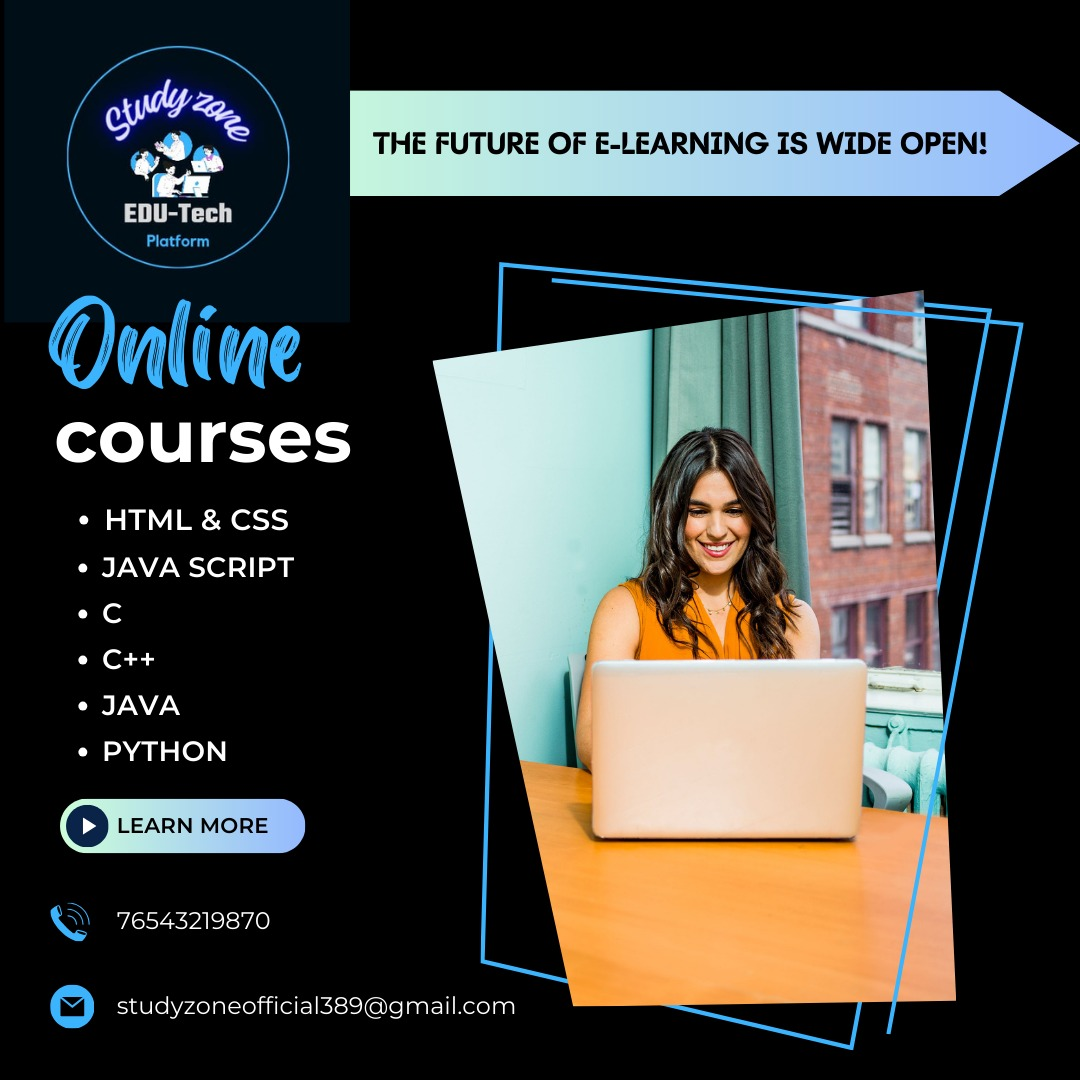 Study zone
EDU-Tech
Platform
THE FUTURE OF E-LEARNING IS WIDE OPEN!
Online
courses
• HTML & CSS
• JAVA SCRIPT
• C
• C++
• JAVA
• PYTHON
LEARN MORE
76543219870
studyzoneofficial389@gmail.com